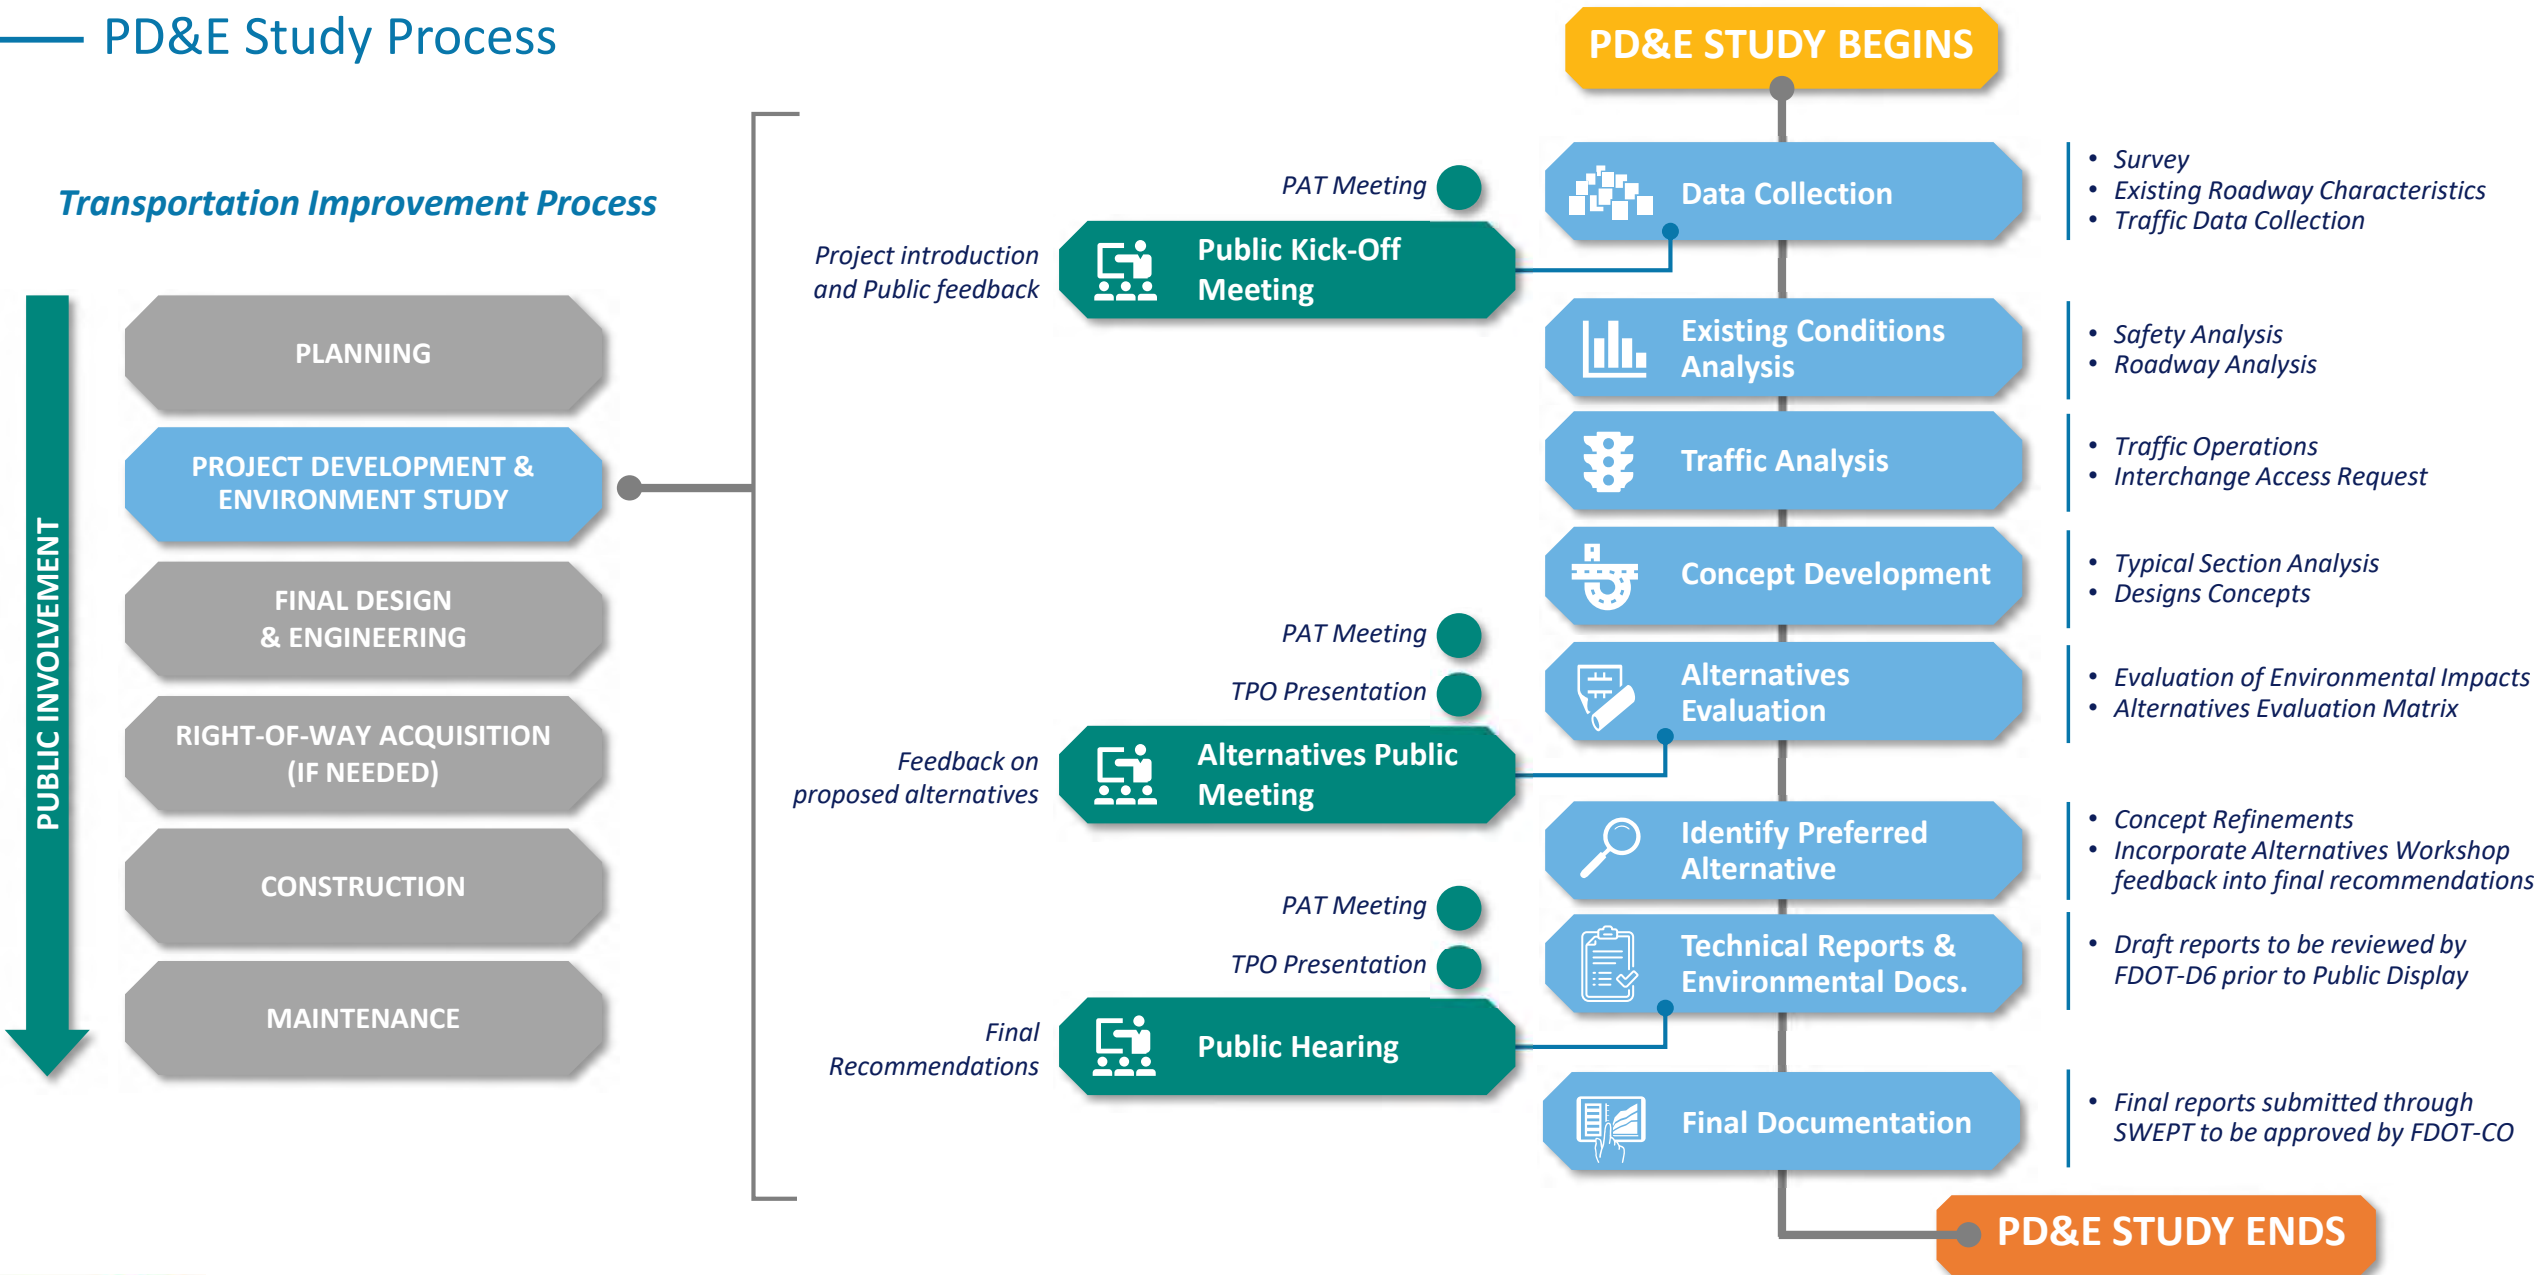 PD&E Study Process
Transportation Improvement Process
PUBLIC INVOLVEMENT
PLANNING
PROJECT DEVELOPMENT &
ENVIRONMENT STUDY
FINAL DESIGN
& ENGINEERING
RIGHT-OF-WAY ACQUISITION
(IF NEEDED)
CONSTRUCTION
MAINTENANCE
PD&E STUDY BEGINS
PAT Meeting
Project introduction
and Public feedback
Public Kick-Off
Meeting
Data Collection
• Survey
• Existing Roadway Characteristics
• Traffic Data Collection
Existing Conditions
Analysis
• Safety Analysis
• Roadway Analysis
Traffic Analysis
• Traffic Operations
• Interchange Access Request
Concept Development
• Typical Section Analysis
• Designs Concepts
PAT Meeting
TPO Presentation
Feedback on
proposed alternatives
Alternatives Public
Meeting
Alternatives
Evaluation
• Evaluation of Environmental Impacts
• Alternatives Evaluation Matrix
Identify Preferred
Alternative
• Concept Refinements
• Incorporate Alternatives Workshop
feedback into final recommendations
PAT Meeting
TPO Presentation
Final
Recommendations
Public Hearing
Technical Reports &
Environmental Docs.
• Draft reports to be reviewed by
FDOT-D6 prior to Public Display
Final Documentation
• Final reports submitted through
SWEPT to be approved by FDOT-CO
PD&E STUDY ENDS